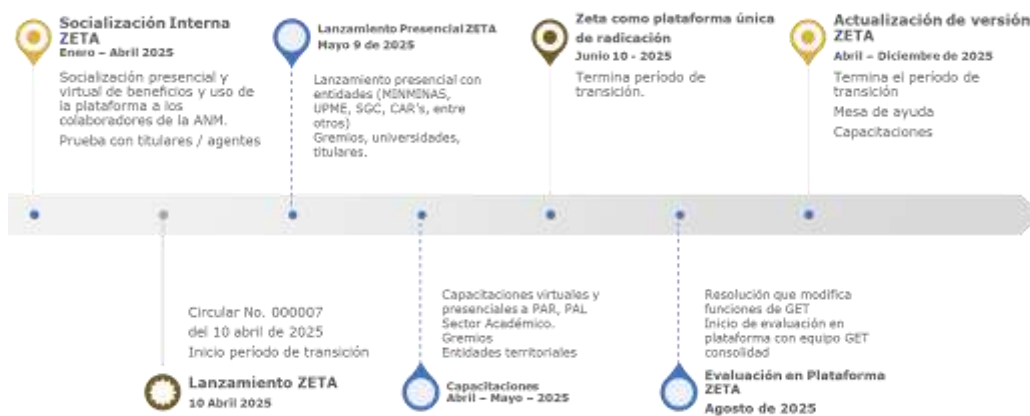 Socialización Interna
ZETA
Enero – Abril 2025
Socialización presencial y
virtual de beneficios y uso de
la plataforma a los
colaboradores de la ANM.
Prueba con titulares / agentes
Lanzamiento Presencial ZETA
Mayo 9 de 2025
Lanzamiento presencial con
entidades (MINMINAS,
UPME, SGC, CAR's, entre
otros)
Gremios, universidades,
titulares.
Zeta como plataforma única
de radicación
Junio 10 - 2025
Termina período de
transición.
Actualización de versión
ZETA
Abril – Diciembre de 2025
Termina el período de
transición
Mesa de ayuda
Capacitaciones
Circular No. 000007
del 10 abril de 2025
Inicio período de transición
Lanzamiento ZETA
10 Abril 2025
Capacitaciones virtuales y
presenciales a PAR, PAL
Sector Académico.
Gremios
Entidades territoriales
Capacitaciones
Abril – Mayo – 2025
Resolución que modifica
funciones de GET
Inicio de evaluación en
plataforma con equipo GET
consolidad
Evaluación en Plataforma
ZETA
Agosto de 2025